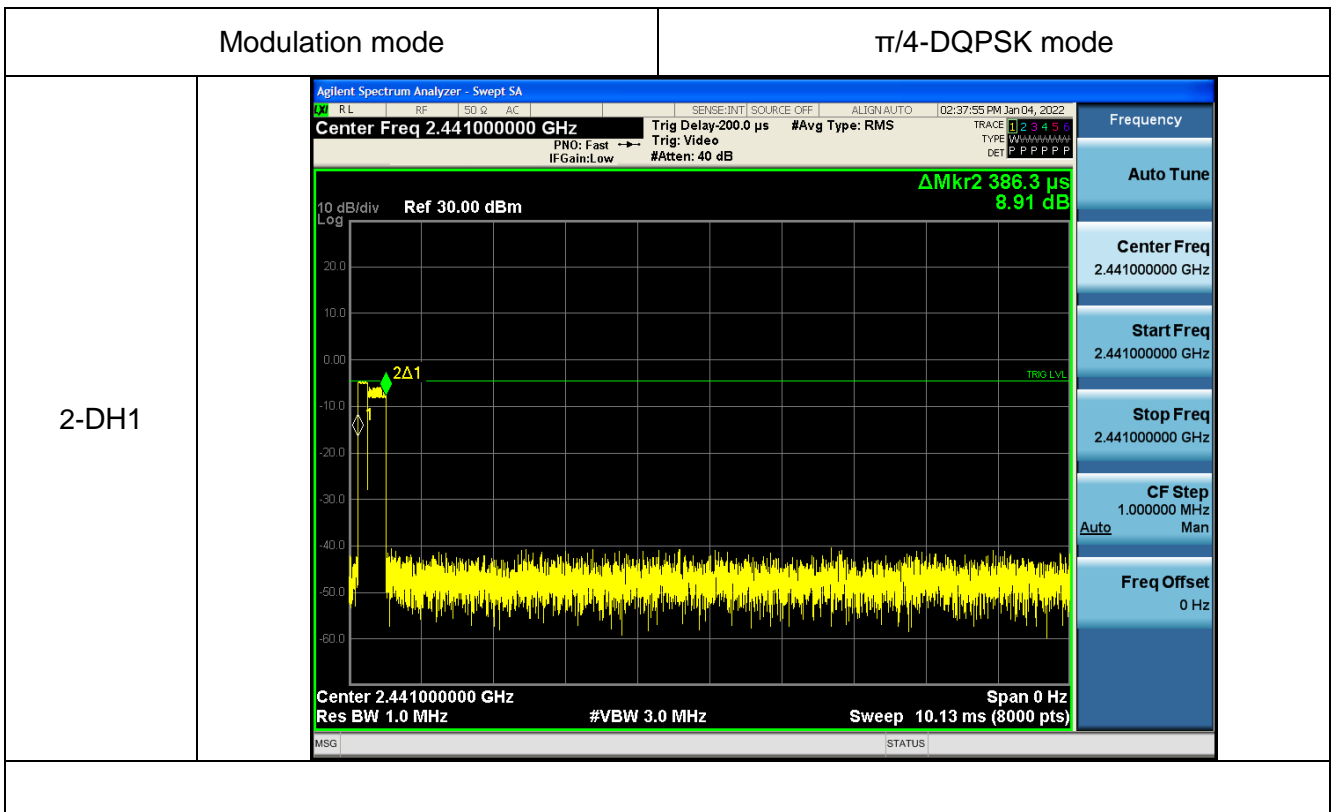 Modulation mode
π/4-DQPSK mode
2-DH1
Agilent Spectrum Analyzer - Swept SA
LXI RL RF 50 Ω AC SENSE:INT SOURCE OFF ALIGN AUTO 02:37:55 PM Jan 04, 2022
Center Freq 2.441000000 GHz
PNO: Fast
IFGain:Low
Trig Delay-200.0 µs
Trig: Video
#Atten: 40 dB
#Avg Type: RMS
TRACE 1 2 3 4 5 6
TYPE WWWWWW
DET P P P P P P
ΔMkr2 386.3 µs
8.91 dB
10 dB/div
Log
Ref 30.00 dBm
20.0
10.0
0.00
-10.0
-20.0
-30.0
-40.0
-50.0
-60.0
2Δ1
1
TRIG LVL
Center 2.441000000 GHz
Span 0 Hz
Res BW 1.0 MHz
#VBW 3.0 MHz
Sweep 10.13 ms (8000 pts)
MSG
STATUS
Frequency
Auto Tune
Center Freq
2.441000000 GHz
Start Freq
2.441000000 GHz
Stop Freq
2.441000000 GHz
CF Step
1.000000 MHz
Auto Man
Freq Offset
0 Hz